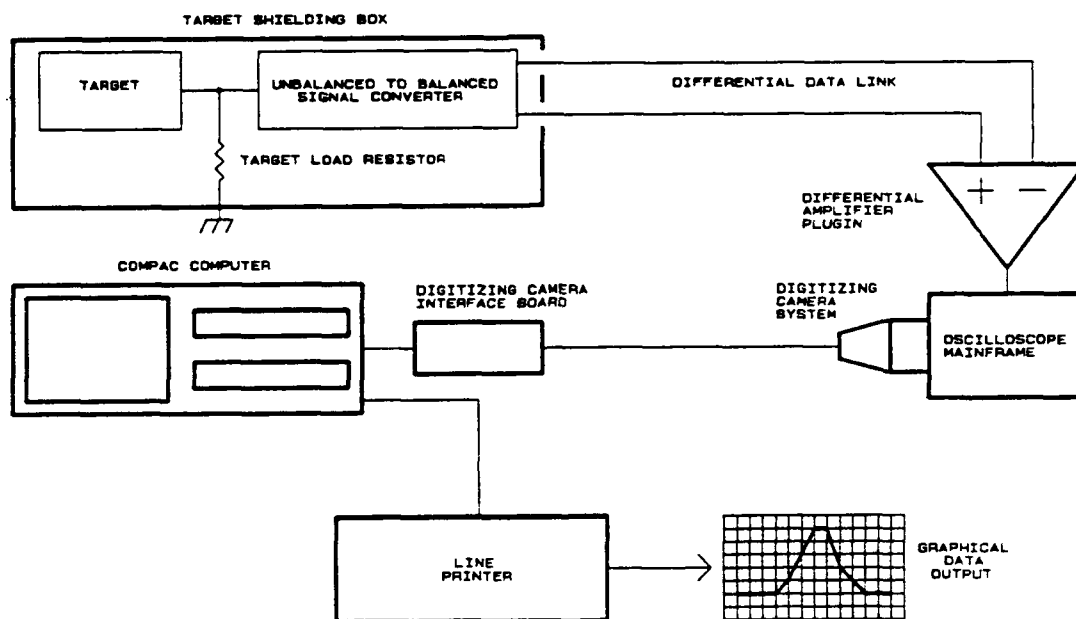 TARGET SHIELDING BOX
TARGET
UNBALANCED TO BALANCED
SIGNAL CONVERTER
DIFFERENTIAL DATA LINK
TARGET LOAD RESISTOR
+ −
DIFFERENTIAL
AMPLIFIER
PLUGIN
COMPAC COMPUTER
DIGITIZING CAMERA
INTERFACE BOARD
DIGITIZING
CAMERA
SYSTEM
OSCILLOSCOPE
MAINFRAME
LINE
PRINTER
GRAPHICAL
DATA
OUTPUT